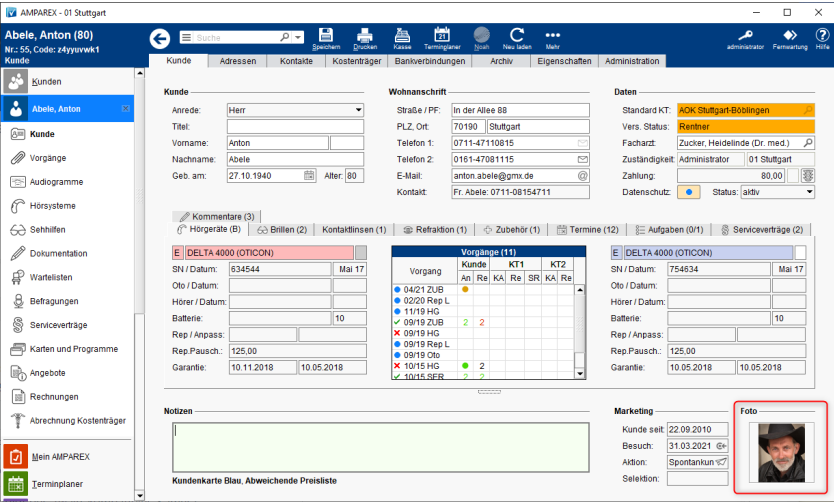 AMPAREX - 01 Stuttgart
Abele, Anton (80)
Nr.: 55, Code: z4yyuvwk1
Kunde
Suche
Speichern
Drucken
Kasse
21
Terminplaner
Noah
Neu laden
Mehr
administrator
Fernwartung
Hilfe
Kunde
Adressen
Kontakte
Kostenträger
Bankverbindungen
Archiv
Eigenschaften
Administration
Kunden
Abele, Anton
Kunde
Vorgänge
Audiogramme
Hörsysteme
Sehhilfen
Dokumentation
Wartelisten
Befragungen
Serviceverträge
Karten und Programme
Angebote
Rechnungen
Abrechnung Kostenträger
Mein AMPAREX
Terminplaner
Kunde
Anrede: Herr
Titel:
Vorname: Anton
Nachname: Abele
Geb. am: 27.10.1940 Alter: 80
Wohnanschrift
Straße / PF: In der Allee 88
PLZ, Ort: 70190 Stuttgart
Telefon 1: 0711-47110815
Telefon 2: 0161-47081115
E-Mail: anton.abele@gmx.de @
Kontakt: Fr. Abele: 0711-08154711
Daten
Standard KT: AOK Stuttgart-Böblingen
Vers. Status: Rentner
Facharzt: Zucker, Heidelinde (Dr. med.)
Zuständigkeit Administrator 01 Stuttgart
Zahlung: 80,00
Datenschutz: Status: aktiv
Kommentare (3)
Hörgeräte (B)
Brillen (2)
Kontaktlinsen (1)
Refraktion (1)
Zubehör (1)
Termine (12)
Aufgaben (0/1)
Serviceverträge (2)
E DELTA 4000 (OTICON)
SN / Datum: 634544 Mai 17
Oto / Datum:
Hörer / Datum:
Batterie: 10
Rep / Anpass:
Rep.Pausch.: 125,00
Garantie: 10.11.2018 10.05.2018
Vorgänge (11)
Vorgang Kunde KT1 KT2
An Re KA Re SR KA Re
04/21 ZUB
02/20 Rep L
11/19 HG
09/19 ZUB 2 2
09/19 HG
09/19 Rep L
09/19 Oto
10/15 HG 2
10/15 SER 2 2
E DELTA 4000 (OTICON)
SN / Datum: 754634 Mai 17
Oto / Datum:
Hörer / Datum:
Batterie: 10
Rep / Anpass:
Rep.Pausch.: 125,00
Garantie: 10.05.2018 10.05.2018
Notizen
Kundenkarte Blau, Abweichende Preisliste
Marketing
Kunde seit: 22.09.2010
Besuch: 31.03.2021
Aktion: Spontankun
Selektion:
Foto